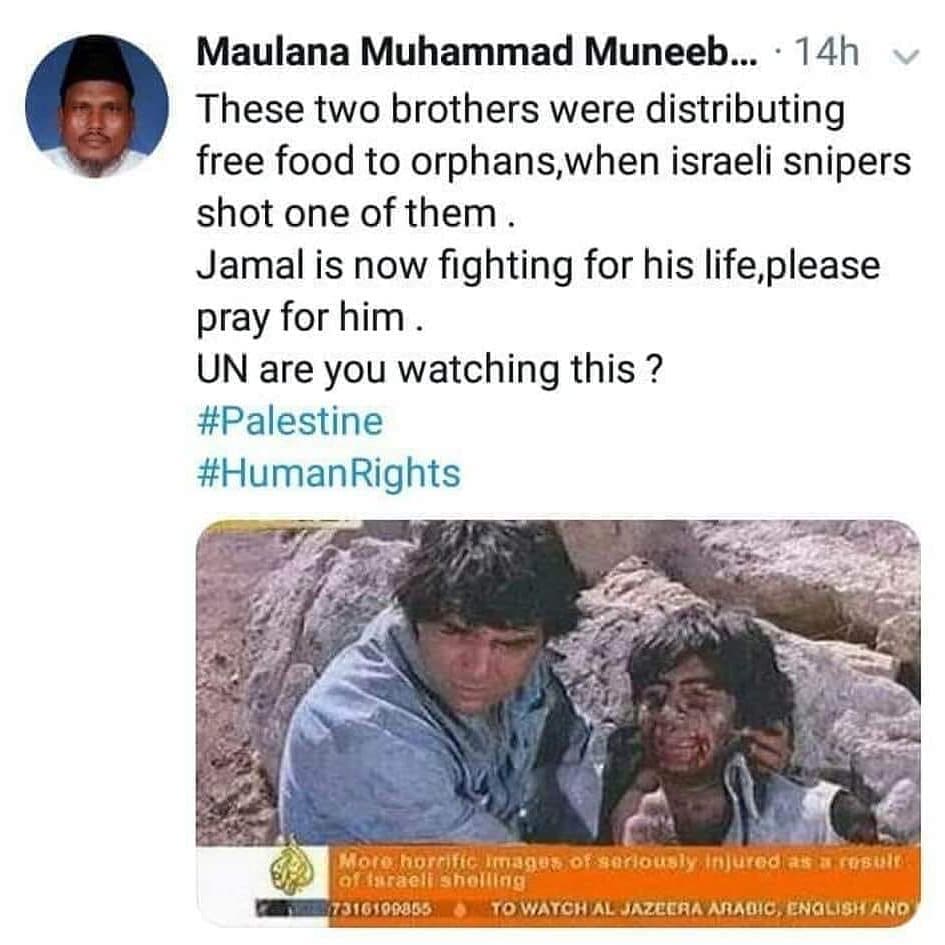 Maulana Muhammad Muneeb... · 14h
These two brothers were distributing
free food to orphans,when israeli snipers
shot one of them .
Jamal is now fighting for his life,please
pray for him .
UN are you watching this ?
#Palestine
#HumanRights
More horrific images of seriously injured as a result
of Israeli shelling
7316109855 TO WATCH AL JAZEERA ARABIC, ENGLISH AND